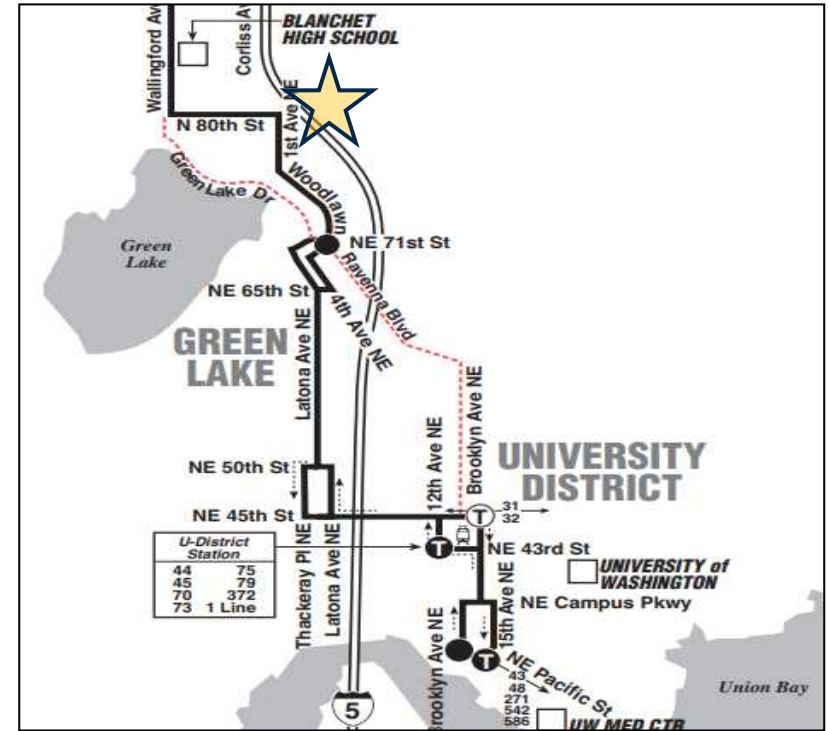 BLANCHET
HIGH SCHOOL
Wallingford Av
Corliss Av
1st Ave NE
N 80th St
Woodlawn
Green Lake Dr
Green
Lake
NE 71st St
Ravenna Blvd
NE 65th St
4th Ave NE
GREEN
LAKE
Latona Ave NE
Brooklyn Ave NE
12th Ave NE
UNIVERSITY
DISTRICT
NE 50th St
NE 45th St
T
31
32
U-District
Station
44 75
45 79
70 372
73 1 Line
Thackeray Pl NE
Latona Ave NE
T
NE 43rd St
UNIVERSITY of
WASHINGTON
NE Campus Pkwy
15th Ave NE
Brooklyn Ave NE
T
NE Pacific St
43
48
271
542
586
Union Bay
5
UW MED CTR